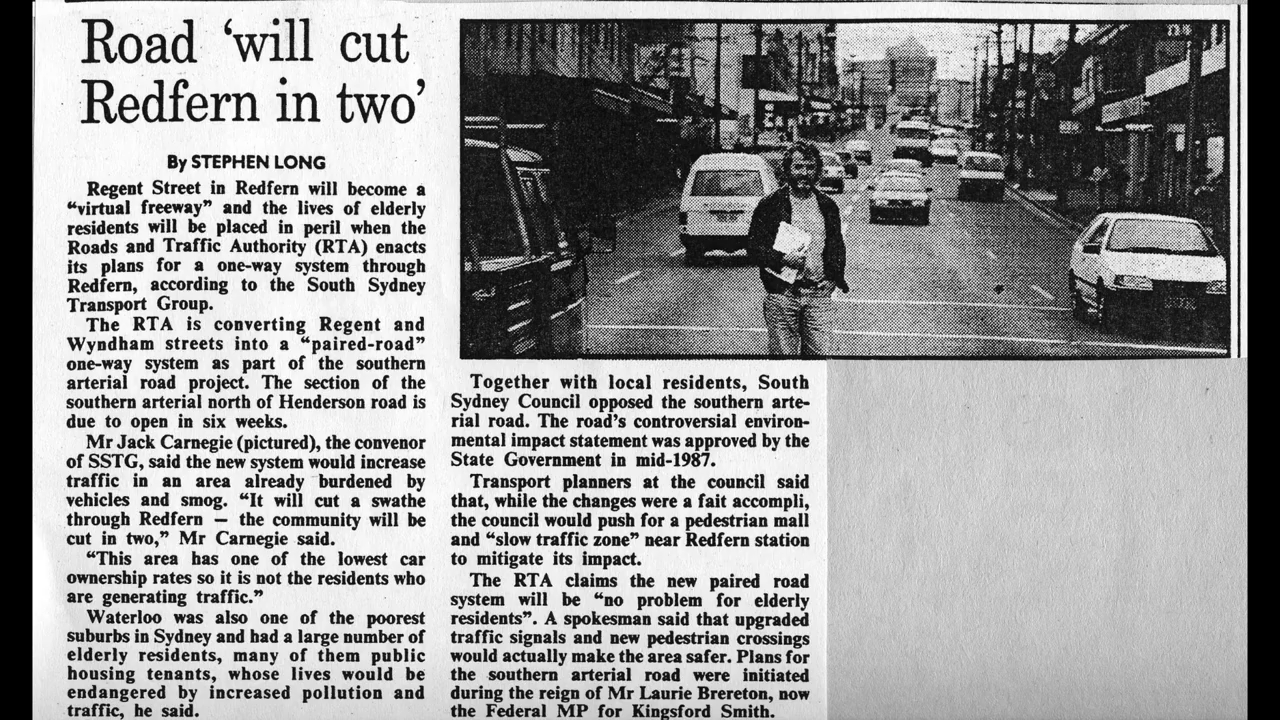 Road ‘will cut
Redfern in two’
By STEPHEN LONG
Regent Street in Redfern will become a
“virtual freeway” and the lives of elderly
residents will be placed in peril when the
Roads and Traffic Authority (RTA) enacts
its plans for a one-way system through
Redfern, according to the South Sydney
Transport Group.
The RTA is converting Regent and
Wyndham streets into a “paired-road”
one-way system as part of the southern
arterial road project. The section of the
southern arterial north of Henderson road is
due to open in six weeks.
Mr Jack Carnegie (pictured), the convenor
of SSTG, said the new system would increase
traffic in an area already burdened by
vehicles and smog. “It will cut a swathe
through Redfern — the community will be
cut in two,” Mr Carnegie said.
“This area has one of the lowest car
ownership rates so it is not the residents who
are generating traffic.”
Waterloo was also one of the poorest
suburbs in Sydney and had a large number of
elderly residents, many of them public
housing tenants, whose lives would be
endangered by increased pollution and
traffic, he said.
Together with local residents, South
Sydney Council opposed the southern arte-
rial road. The road’s controversial environ-
mental impact statement was approved by the
State Government in mid-1987.
Transport planners at the council said
that, while the changes were a fait accompli,
the council would push for a pedestrian mall
and “slow traffic zone” near Redfern station
to mitigate its impact.
The RTA claims the new paired road
system will be “no problem for elderly
residents”. A spokesman said that upgraded
traffic signals and new pedestrian crossings
would actually make the area safer. Plans for
the southern arterial road were initiated
during the reign of Mr Laurie Brereton, now
the Federal MP for Kingsford Smith.